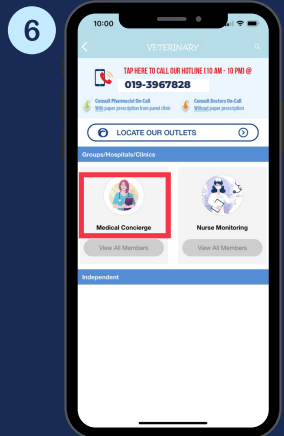 6
10:00
VETERINARY
TAP HERE TO CALL OUR HOTLINE (10 AM - 10 PM) @
019-3967828
Consult Pharmacist On-Call
With paper prescription from panel clinic
Consult Doctors On-Call
Without paper prescription
LOCATE OUR OUTLETS
Groups/Hospitals/Clinics
Medical Concierge
Nurse Monitoring
View All Members
View All Members
Independent